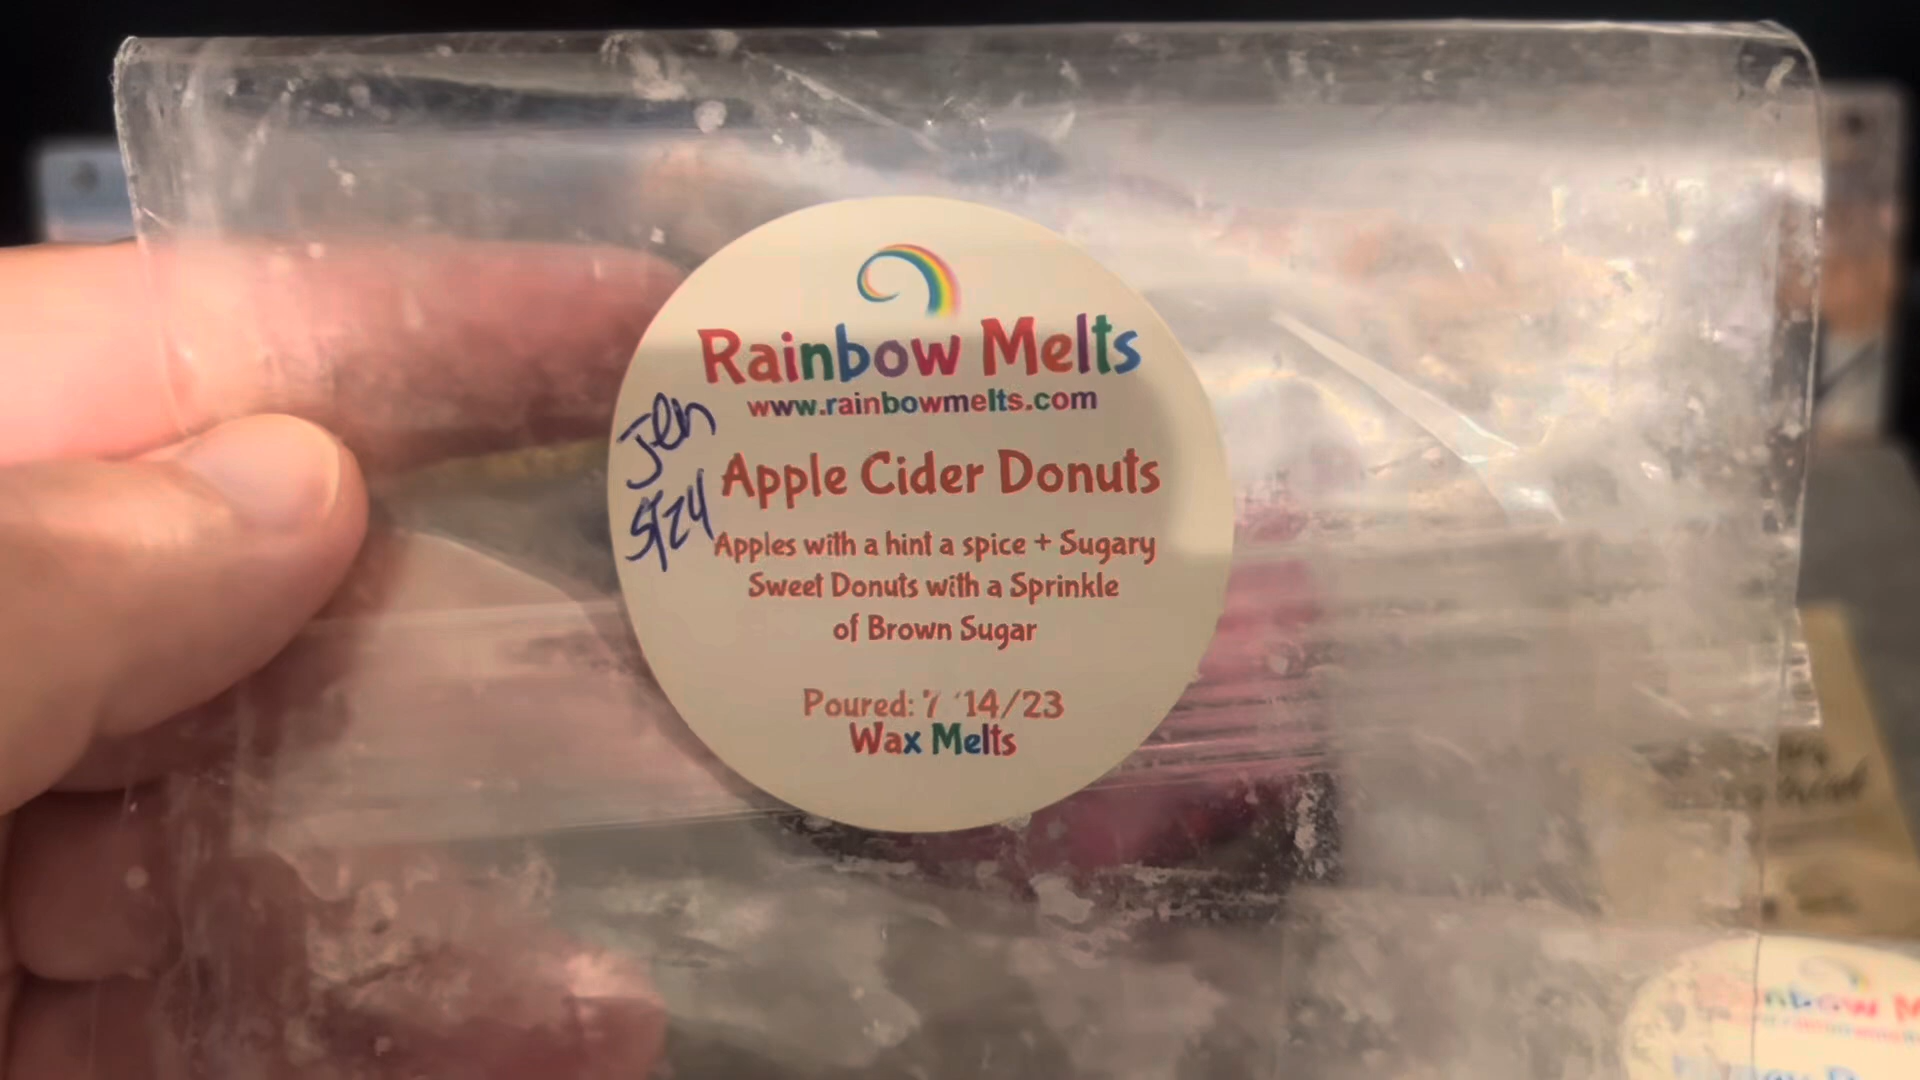 Rainbow Melts
www.rainbowmelts.com
Jen
5/24
Apple Cider Donuts
Apples with a hint a spice + Sugary
Sweet Donuts with a Sprinkle
of Brown Sugar
Poured: 7 14/23
Wax Melts